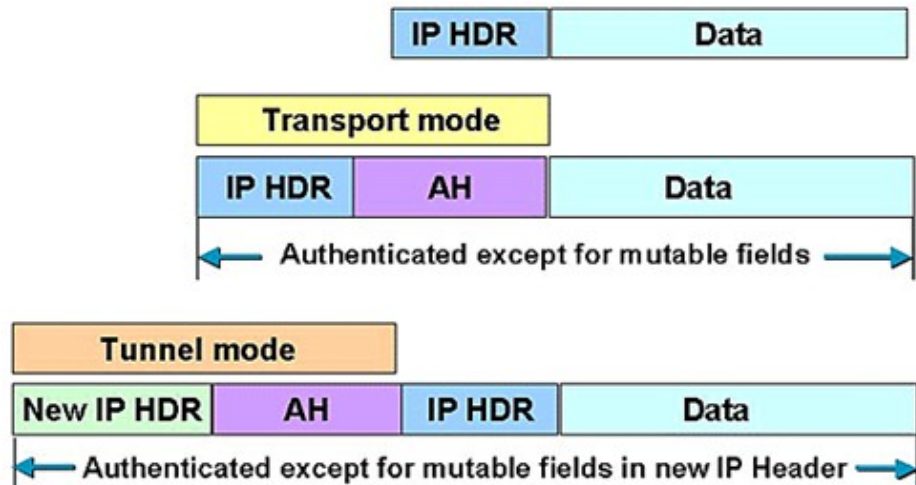 IP HDR Data
Transport mode
IP HDR AH Data
Authenticated except for mutable fields
Tunnel mode
New IP HDR AH IP HDR Data
Authenticated except for mutable fields in new IP Header